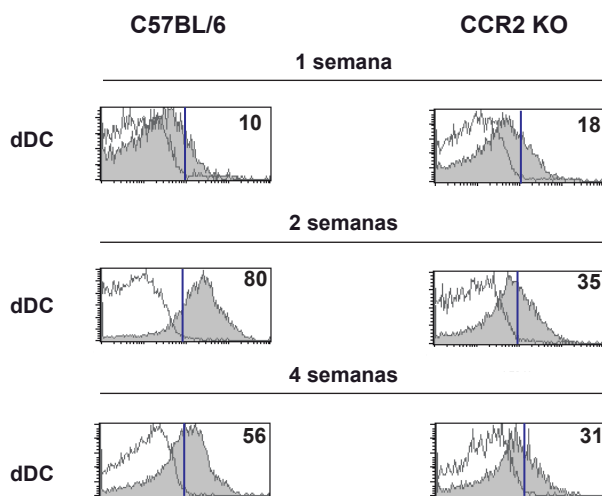 C57BL/6 CCR2 KO
1 semana
dDC 10 18
2 semanas
dDC 80 35
4 semanas
dDC 56 31